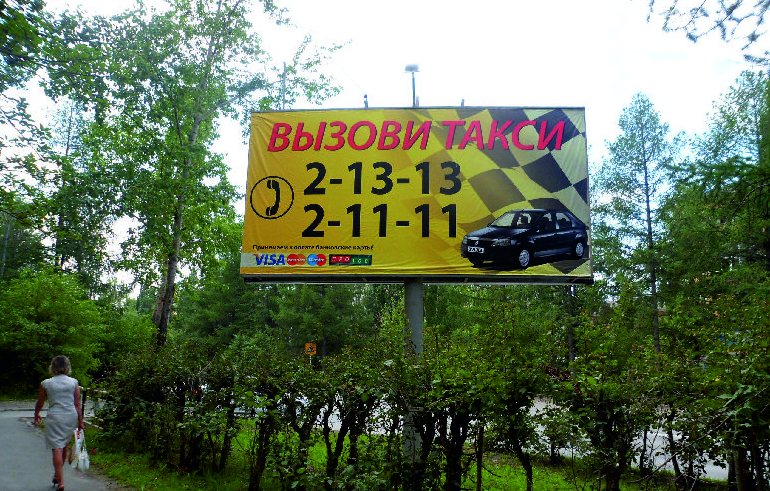 ВЫЗОВИ ТАКСИ
2-13-13
2-11-11
Принимаем к оплате банковские карты
VISA